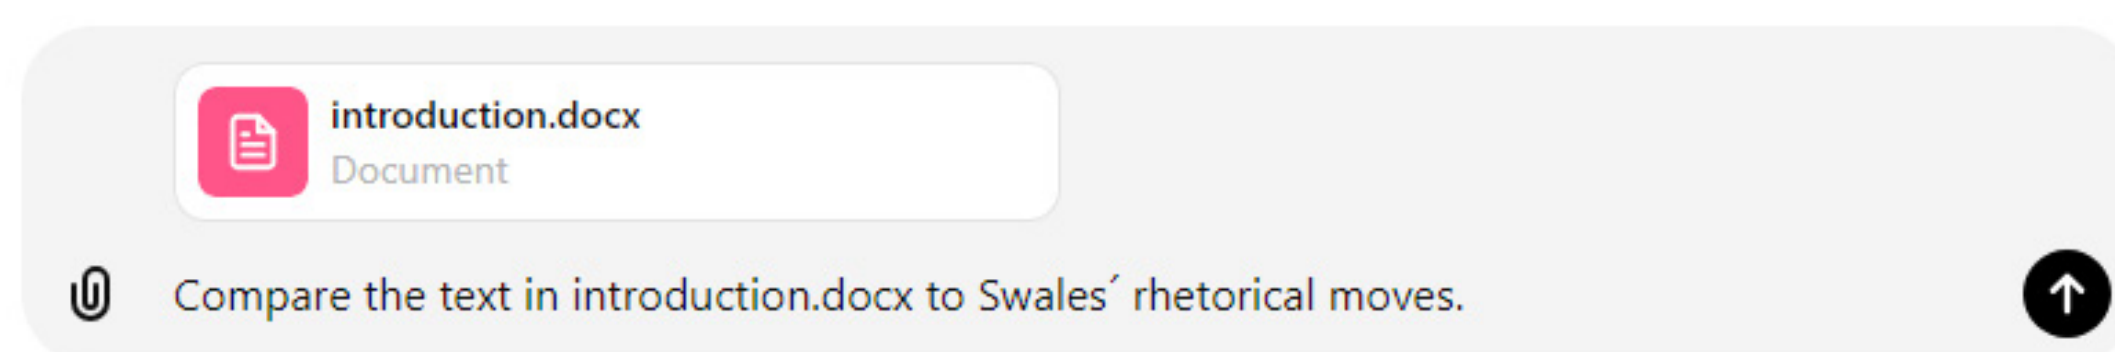 introduction.docx
Document
Compare the text in introduction.docx to Swales´ rhetorical moves.